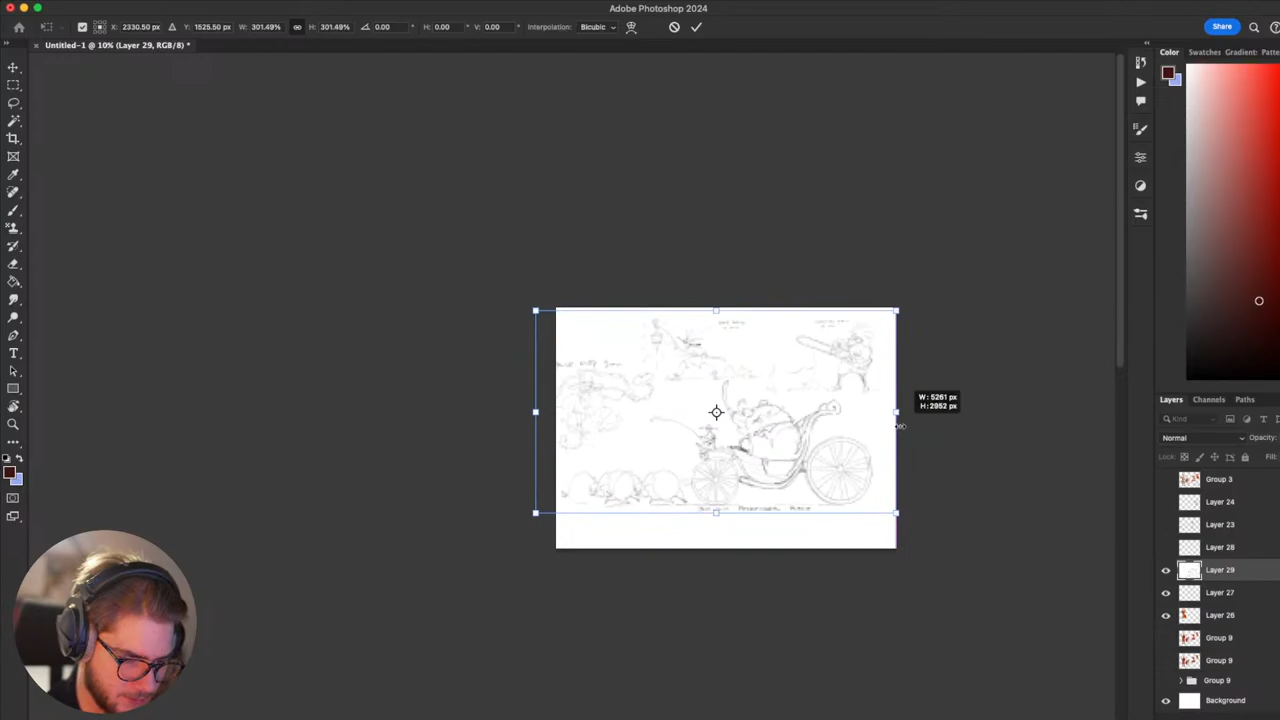 Adobe Photoshop 2024
X: 2330.50 px Y: 1525.50 px W: 301.49% H: 301.49% 0.00 ° H: 0.00 ° V: 0.00 ° Interpolation: Bicubic Share
Untitled-1 @ 10% (Layer 29, RGB/8) *
Color Swatches Gradient: Patte
W: 5261 px
H: 2952 px
Layers Channels Paths
Kind
Normal Opacity:
Lock: Fill:
Group 3
Layer 24
Layer 23
Layer 28
Layer 29
Layer 27
Layer 26
Group 9
Group 9
Group 9
Background